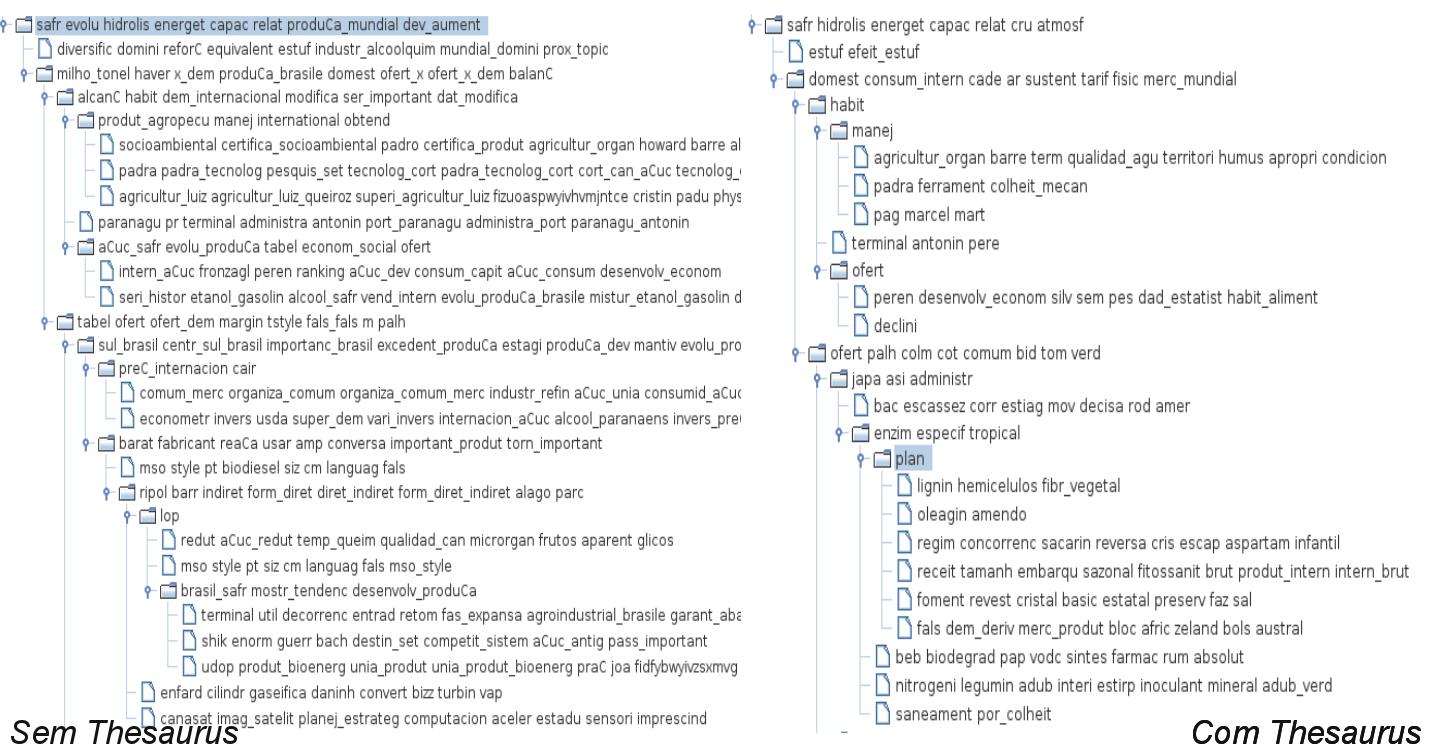 safr evolu hidrolis energet capac relat produCa_mundial dev_aument
diversific domini reforC equivalent estuf industr_alcoolquim mundial_domini prox_topic
milho_tonel haver x_dem produCa_brasile domest ofert_x ofert_x_dem balanC
alcanC habit dem_internacional modifica ser_important dat_modifica
produt_agropecu manej international obtend
socioambiental certifica_socioambiental padro certifica_produt agricultur_organ howard barre al
padra padra_tecnolog pesquis_set tecnolog_cort padra_tecnolog_cort cort_can_aCuc tecnolog_
agricultur_luiz agricultur_luiz_queiroz superi_agricultur_luiz fizuoaspwyivhvmjntce cristin padu phys
paranagu pr terminal administra antonin port_paranagu administra_port paranagu_antonin
aCuc_safr evolu_produCa tabel econom_social ofert
intern_aCuc fronzagl peren ranking aCuc_dev consum_capit aCuc_consum desenvolv_econom
seri_histor etanol_gasolin alcool_safr vend_intern evolu_produCa_brasile mistur_etanol_gasolin d
tabel ofert ofert_dem margin tstyle fals_fals m palh
sul_brasil centr_sul_brasil importanc_brasil excedent_produCa estagi produCa_dev mantiv evolu_pro
preC_internacion cair
comum_merc organiza_comum organiza_comum_merc industr_refin aCuc_unia consumid_aCuc
econometr invers usda super_dem vari_invers internacion_aCuc alcool_paranaens invers_pre
barat fabricant reaCa usar amp conversa important_produt torn_important
mso style pt biodiesel siz cm languag fals
ripol barr indiret form_diret diret_indiret form_diret_indiret alago parc
lop
redut aCuc_redut temp_queim qualidad_can microrgan frutos aparent glicos
mso style pt siz cm languag fals mso_style
brasil_safr mostr_tendenc desenvolv_produCa
terminal util decorrenc entrad retom fas_expansa agroindustrial_brasile garant_aba
shik enorm guerr bach destin_set competit_sistem aCuc_antig pass_important
udop produt_bioenerg unia_produt unia_produt_bioenerg praC joa fidfybwyivzsxmvg
enfard cilindr gaseifica daninh convert bizz turbin vap
canasat imag_satelit planej_estrateg computacion aceler estadu sensori imprescind
Sem Thesaurus
safr hidrolis energet capac relat cru atmosf
estuf efeit_estuf
domest consum_intern cade ar sustent tarif fisic merc_mundial
habit
manej
agricultur_organ barre term qualidad_agu territori humus apropri condicion
padra ferrament colheit_mecan
pag marcel mart
terminal antonin pere
ofert
peren desenvolv_econom silv sem pes dad_estatist habit_aliment
declini
ofert palh colm cot comum bid tom verd
japa asi administr
bac escassez corr estiag mov decisa rod amer
enzim especif tropical
plan
lignin hemicelulos fibr_vegetal
oleagin amendo
regim concorrenc sacarin reversa cris escap aspartam infantil
receit tamanh embarqu sazonal fitossanit brut produt_intern intern_brut
foment revest cristal basic estatal preserv faz sal
fals dem_deriv merc_produt bloc afric zeland bols austral
beb biodegrad pap vodc sintes farmac rum absolut
nitrogeni legumin adub interi estirp inoculant mineral adub_verd
saneament por_colheit
Com Thesaurus